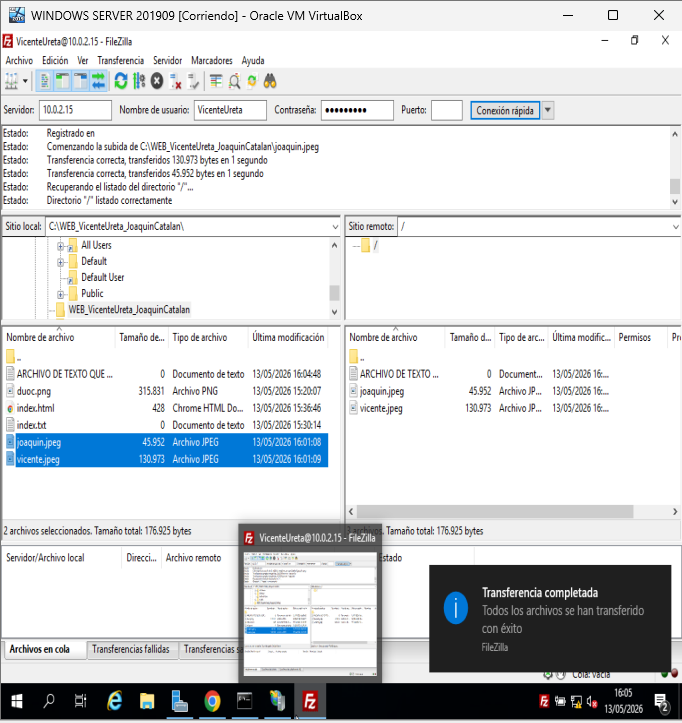 WINDOWS SERVER 201909 [Corriendo] - Oracle VM VirtualBox
VicenteUreta@10.0.2.15 - FileZilla
Archivo Edición Ver Transferencia Servidor Marcadores Ayuda
Servidor: 10.0.2.15 Nombre de usuario: VicenteUreta Contraseña: ●●●●●●●●● Puerto: Conexión rápida
Estado: Registrado en
Estado: Comenzando la subida de C:\WEB_VicenteUreta_JoaquinCatalan\joaquin.jpeg
Estado: Transferencia correcta, transferidos 130.973 bytes en 1 segundo
Estado: Transferencia correcta, transferidos 45.952 bytes en 1 segundo
Estado: Recuperando el listado del directorio "/"...
Estado: Directorio "/" listado correctamente
Sitio local: C:\WEB_VicenteUreta_JoaquinCatalan\ Sitio remoto: /
All Users /
Default
Default User
Public
WEB_VicenteUreta_JoaquinCatalan
Nombre de archivo Tamaño de... Tipo de archivo Última modificación Nombre de archivo Tamaño d... Tipo de arc... Última modific... Permisos Pr
.. ..
ARCHIVO DE TEXTO QUE ... 0 Documento de texto 13/05/2026 16:04:48 ARCHIVO DE TEXTO ... 0 Document... 13/05/2026 16:...
duoc.png 315.831 Archivo PNG 13/05/2026 15:20:07 joaquin.jpeg 45.952 Archivo JP... 13/05/2026 16:...
index.html 428 Chrome HTML Do... 13/05/2026 15:36:46 vicente.jpeg 130.973 Archivo JP... 13/05/2026 16:...
index.txt 0 Documento de texto 13/05/2026 15:30:14
joaquin.jpeg 45.952 Archivo JPEG 13/05/2026 16:01:08
vicente.jpeg 130.973 Archivo JPEG 13/05/2026 16:01:09
2 archivos seleccionados. Tamaño total: 176.925 bytes archivos. Tamaño total: 176.925 bytes
VicenteUreta@10.0.2.15 - FileZilla
Servidor/Archivo local Direcci... Archivo remoto Estado
Transferencia completada
Todos los archivos se han transferido
con éxito
FileZilla
Archivos en cola Transferencias fallidas Transferencias s
Cola: vacía
16:05
13/05/2026
2